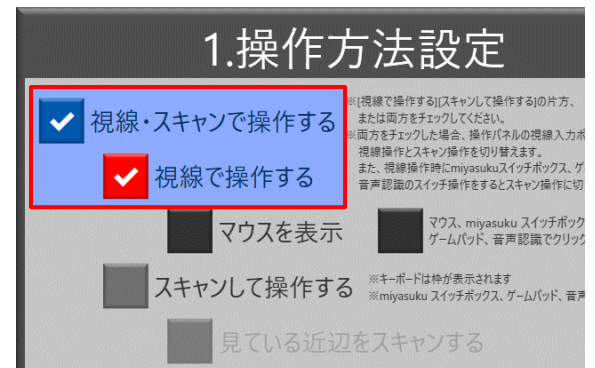 1.操作方法設定
視線・スキャンで操作する
※[視線で操作する][スキャンして操作する]の片方、
または両方をチェックしてください。
※両方をチェックした場合、操作パネルの視線入力ボ
視線操作とスキャン操作を切り替えます。
また、視線操作時にmiyasukuスイッチボックス、ゲ
音声認識のスイッチ操作をするとスキャン操作に切
視線で操作する
マウスを表示
マウス、miyasuku スイッチボック
ゲームパッド、音声認識でクリック
スキャンして操作する
※キーボードは枠が表示されます
※miyasuku スイッチボックス、ゲームパッド、音声
見ている近辺をスキャンする